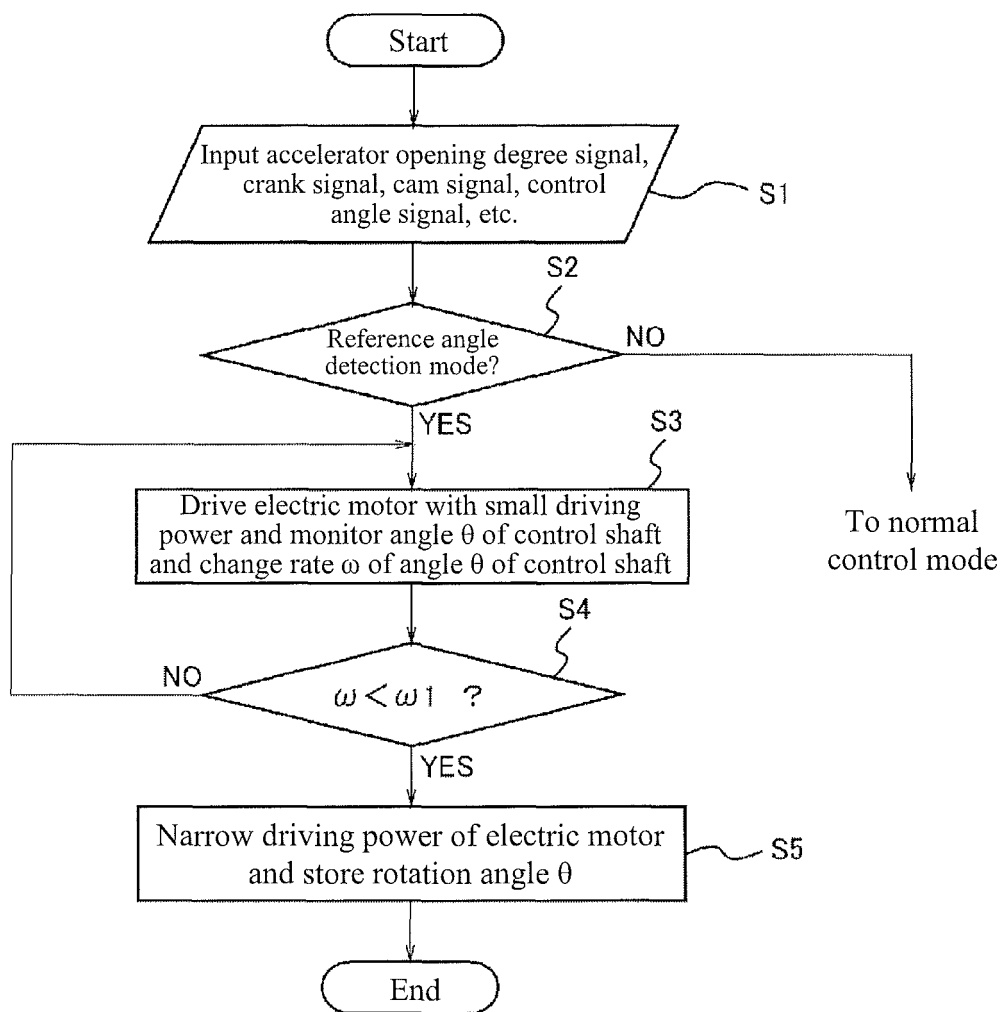 Start
Input accelerator opening degree signal,
crank signal, cam signal, control
angle signal, etc.
S1
S2
Reference angle
detection mode?
NO
YES
S3
Drive electric motor with small driving
power and monitor angle θ of control shaft
and change rate ω of angle θ of control shaft
To normal
control mode
S4
NO
ω<ω1 ?
YES
Narrow driving power of electric motor
and store rotation angle θ
S5
End